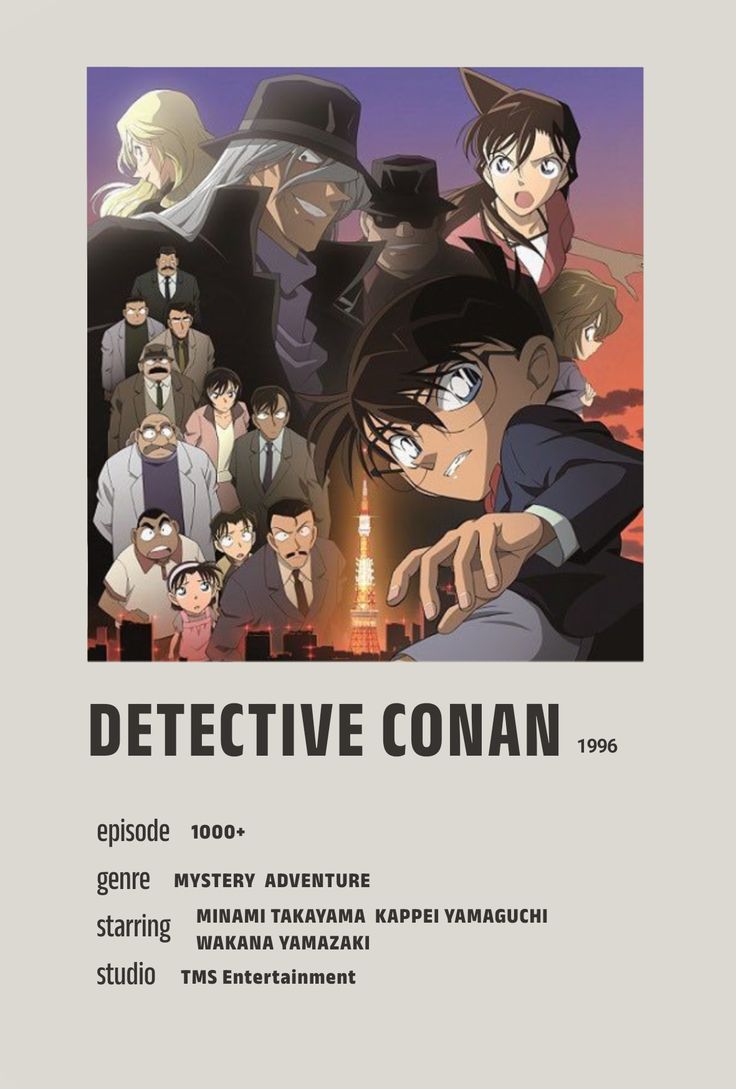 DETECTIVE CONAN 1996
episode 1000+
genre MYSTERY ADVENTURE
starring MINAMI TAKAYAMA KAPPEI YAMAGUCHI
WAKANA YAMAZAKI
studio TMS Entertainment